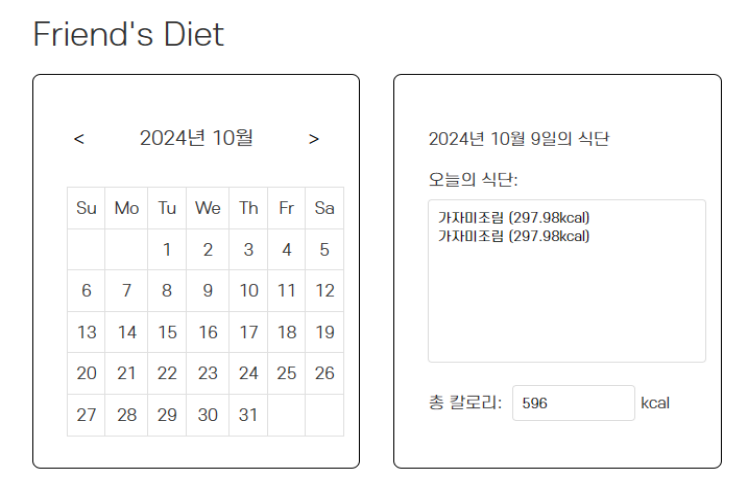 Friend's Diet
< 2024년 10월 >
Su Mo Tu We Th Fr Sa
1 2 3 4 5
6 7 8 9 10 11 12
13 14 15 16 17 18 19
20 21 22 23 24 25 26
27 28 29 30 31
2024년 10월 9일의 식단
오늘의 식단:
가자미조림 (297.98kcal)
가자미조림 (297.98kcal)
총 칼로리: 596 kcal